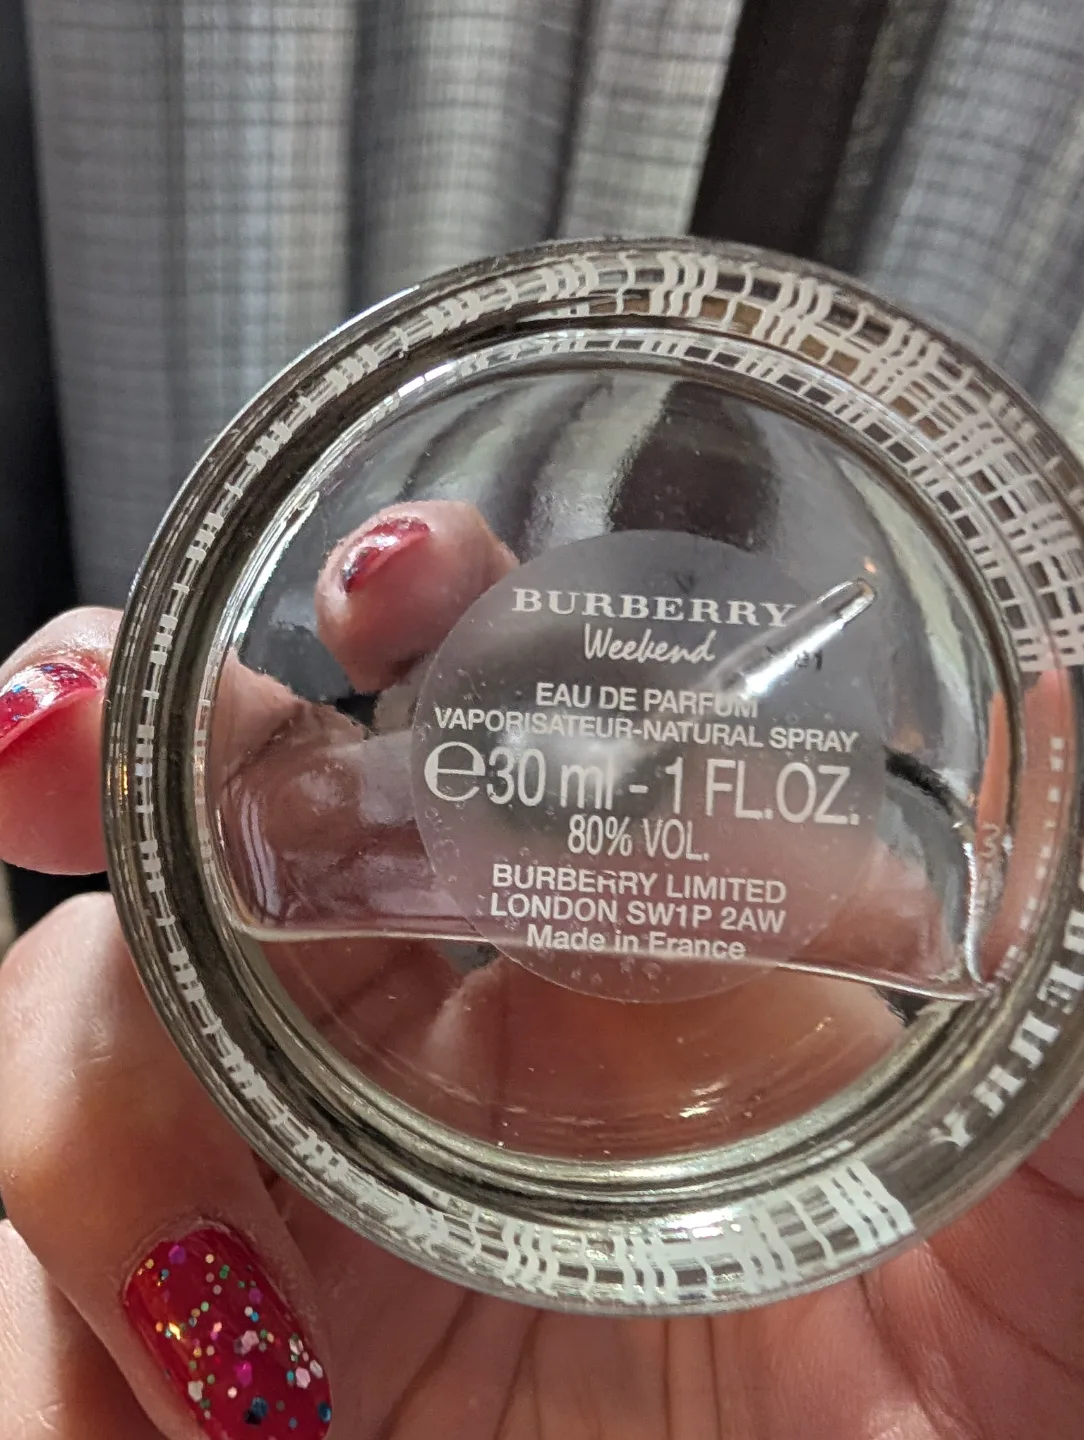 BURBERRY
Weekend
EAU DE PARFUM
VAPORISATEUR-NATURAL SPRAY
℮30 ml - 1 FL.OZ.
80% VOL.
BURBERRY LIMITED
LONDON SW1P 2AW
Made in France